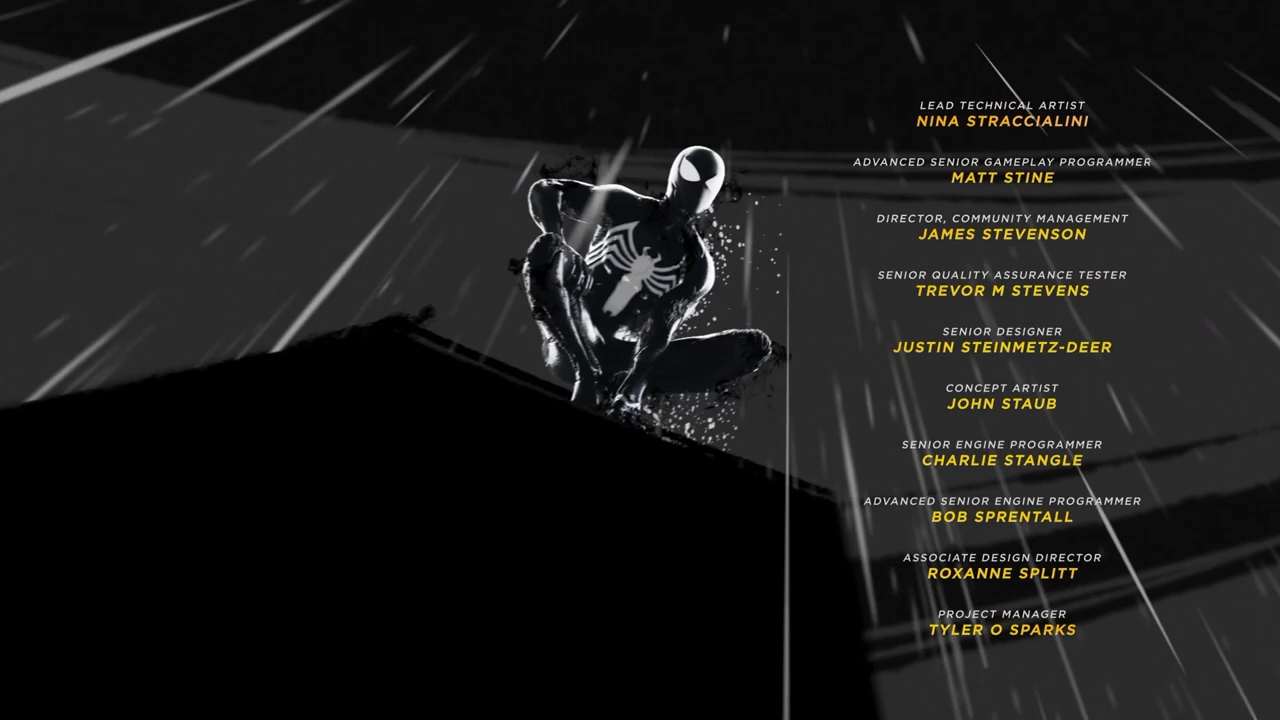 LEAD TECHNICAL ARTIST
NINA STRACCIALINI
ADVANCED SENIOR GAMEPLAY PROGRAMMER
MATT STINE
DIRECTOR, COMMUNITY MANAGEMENT
JAMES STEVENSON
SENIOR QUALITY ASSURANCE TESTER
TREVOR M STEVENS
SENIOR DESIGNER
JUSTIN STEINMETZ-DEER
CONCEPT ARTIST
JOHN STAUB
SENIOR ENGINE PROGRAMMER
CHARLIE STANGLE
ADVANCED SENIOR ENGINE PROGRAMMER
BOB SPRENTALL
ASSOCIATE DESIGN DIRECTOR
ROXANNE SPLITT
PROJECT MANAGER
TYLER O SPARKS